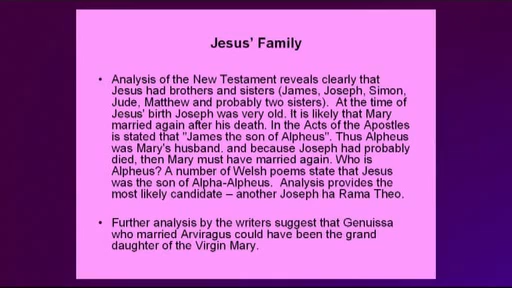 Jesus' Family
• Analysis of the New Testament reveals clearly that
Jesus had brothers and sisters (James, Joseph, Simon,
Jude, Matthew and probably two sisters). At the time of
Jesus' birth Joseph was very old. It is likely that Mary
married again after his death. In the Acts of the Apostles
is stated that "James the son of Alpheus". Thus Alpheus
was Mary's husband. and because Joseph had probably
died, then Mary must have married again. Who is
Alpheus? A number of Welsh poems state that Jesus
was the son of Alpha-Alpheus. Analysis provides the
most likely candidate – another Joseph ha Rama Theo.
• Further analysis by the writers suggest that Genuissa
who married Arviragus could have been the grand
daughter of the Virgin Mary.